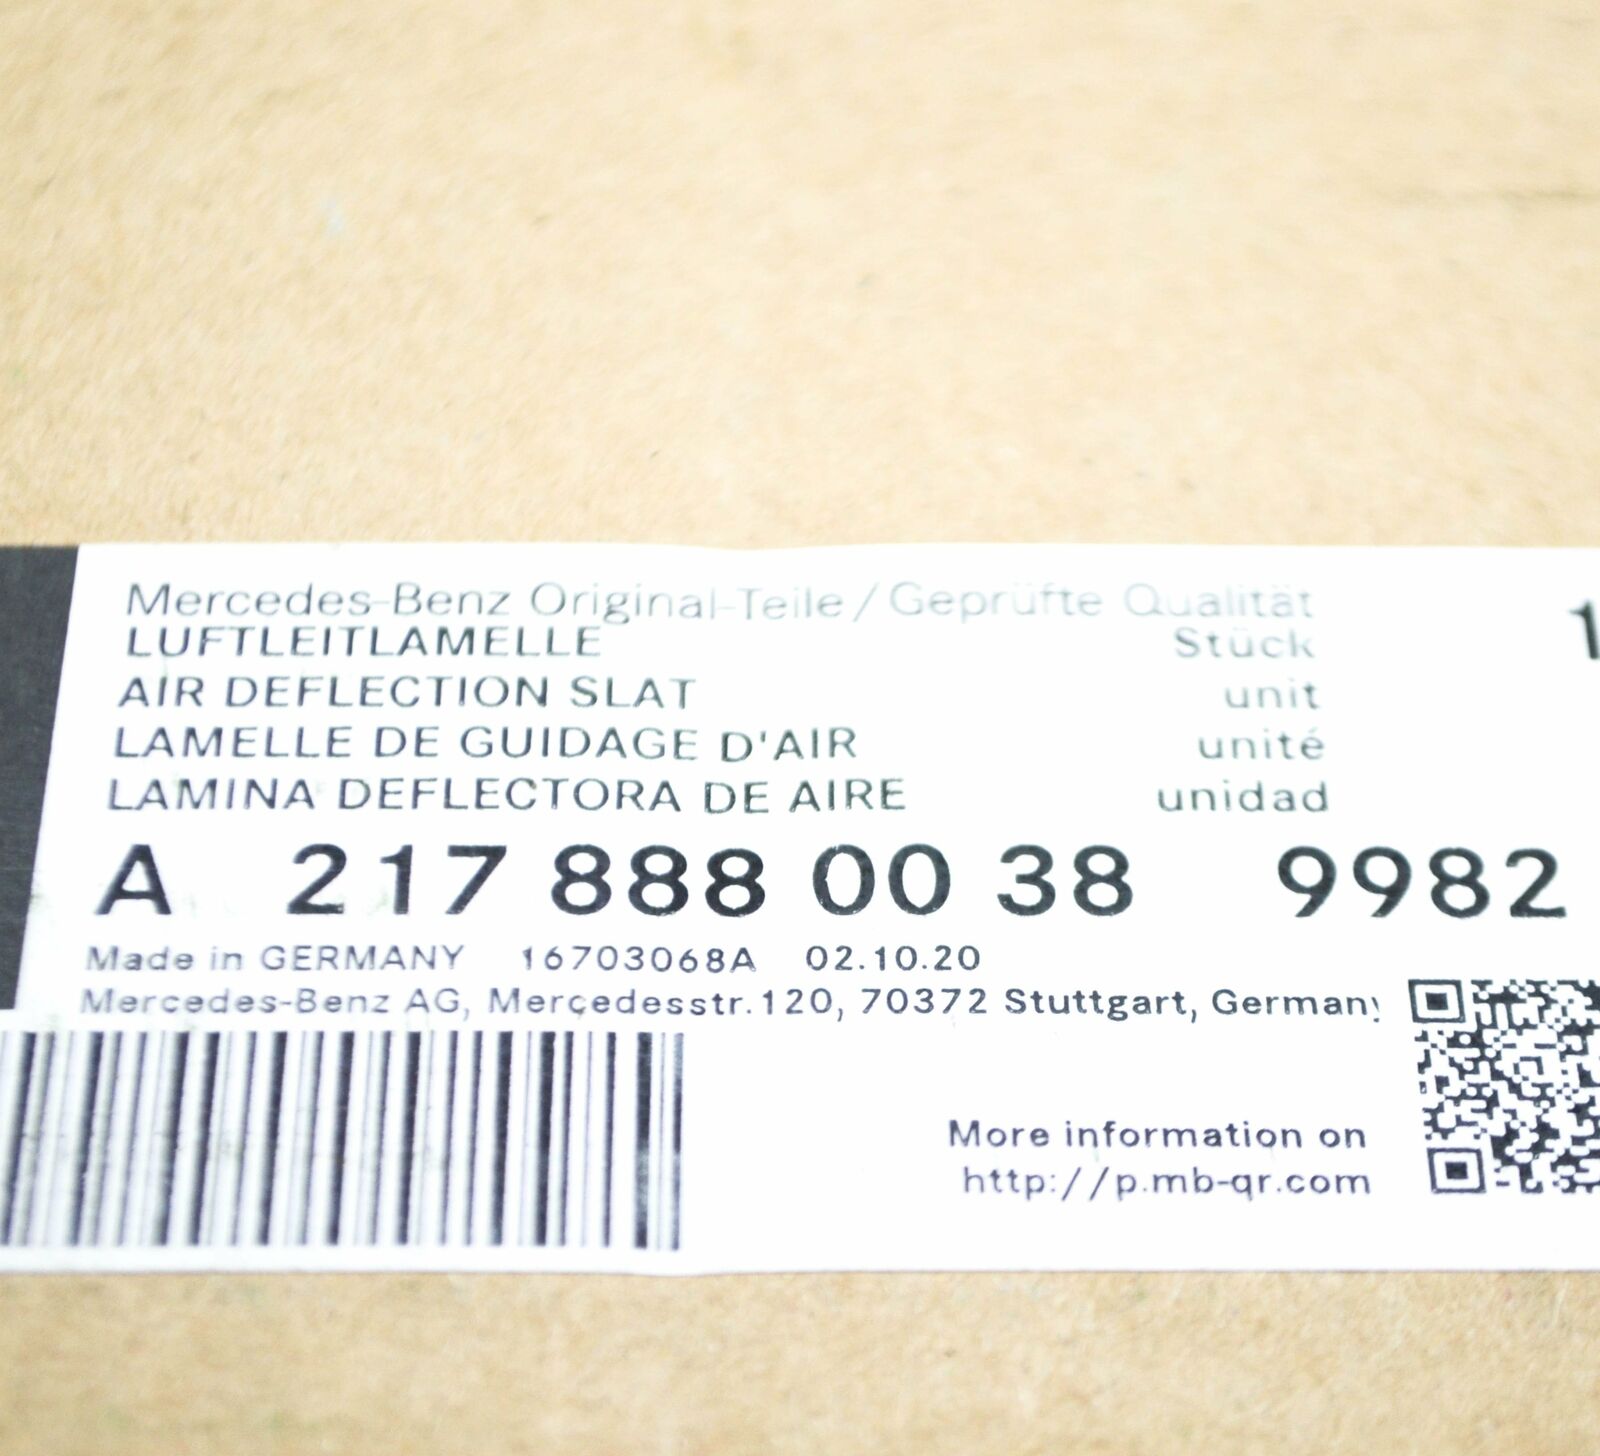 Mercedes-Benz Original-Teile/Geprüfte Qualität
LUFTLEITLAMELLE Stück 1
AIR DEFLECTION SLAT unit
LAMELLE DE GUIDAGE D'AIR unité
LAMINA DEFLECTORA DE AIRE unidad
A 217 888 00 38 9982
Made in GERMANY 16703068A 02.10.20
Mercedes-Benz AG, Mercedesstr.120, 70372 Stuttgart, Germany
More information on
http://p.mb-qr.com